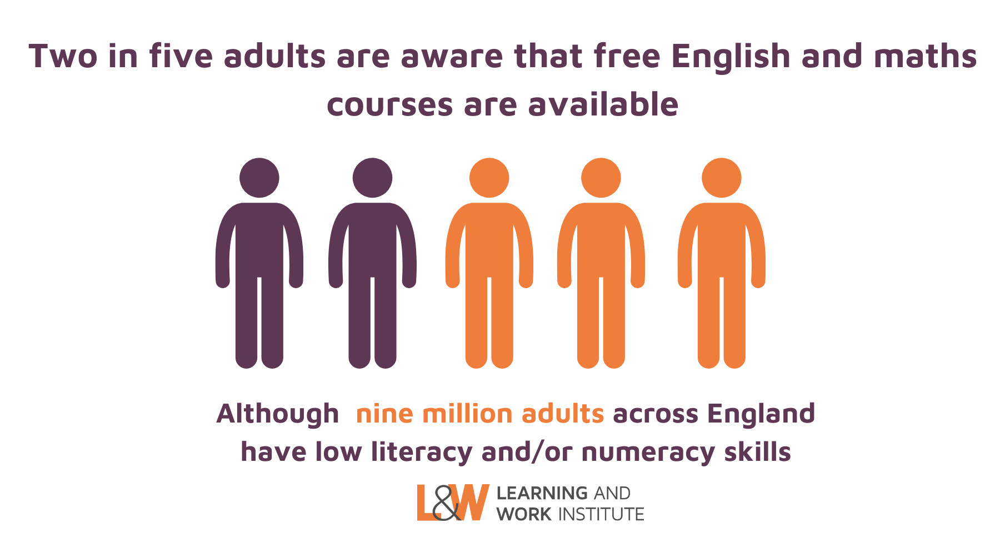 Two in five adults are aware that free English and maths
courses are available
Although nine million adults across England
have low literacy and/or numeracy skills
L&W LEARNING AND
WORK INSTITUTE